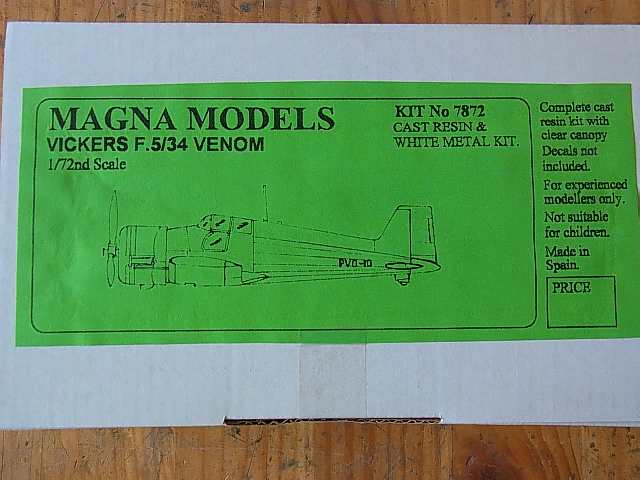 MAGNA MODELS
VICKERS F.5/34 VENOM
1/72nd Scale
KIT No 7872
CAST RESIN &
WHITE METAL KIT.
PVO-10
Complete cast
resin kit with
clear canopy
Decals not
included.
For experienced
modellers only.
Not suitable
for children.
Made in
Spain.
PRICE